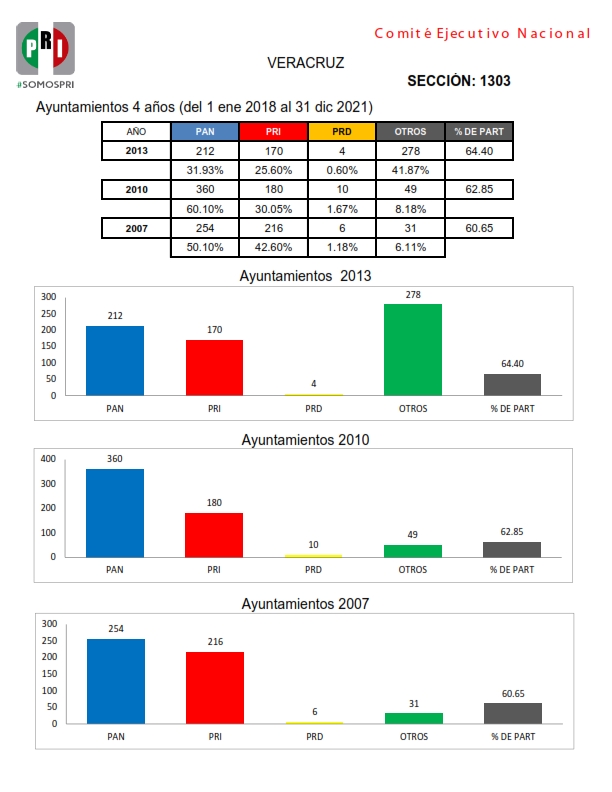 Comité Ejecutivo Nacional
PRI
#SOMOSPRI
VERACRUZ
SECCIÓN: 1303
Ayuntamientos 4 años (del 1 ene 2018 al 31 dic 2021)
AÑO PAN PRI PRD OTROS % DE PART
2013 212 170 4 278 64.40
31.93% 25.60% 0.60% 41.87%
2010 360 180 10 49 62.85
60.10% 30.05% 1.67% 8.18%
2007 254 216 6 31 60.65
50.10% 42.60% 1.18% 6.11%
Ayuntamientos 2013
300
250
200
150
100
50
0
212
170
4
278
64.40
PAN PRI PRD OTROS % DE PART
Ayuntamientos 2010
400
300
200
100
0
360
180
10
49
62.85
PAN PRI PRD OTROS % DE PART
Ayuntamientos 2007
300
250
200
150
100
50
0
254
216
6
31
60.65
PAN PRI PRD OTROS % DE PART